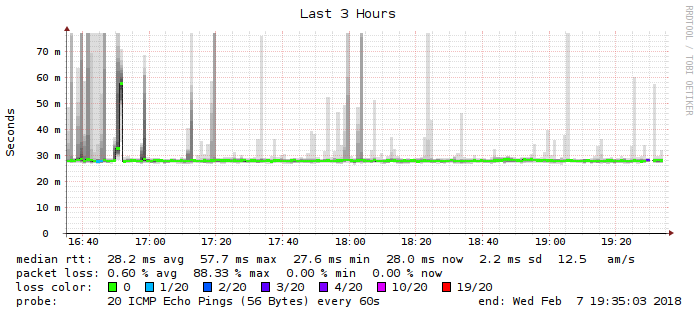 Last 3 Hours
RRDTOOL / TOBI OETIKER
Seconds
70 m
60 m
50 m
40 m
30 m
20 m
10 m
0
16:40 17:00 17:20 17:40 18:00 18:20 18:40 19:00 19:20
median rtt: 28.2 ms avg 57.7 ms max 27.6 ms min 28.0 ms now 2.2 ms sd 12.5 am/s
packet loss: 0.60 % avg 88.33 % max 0.00 % min 0.00 % now
loss color: 0 1/20 2/20 3/20 4/20 10/20 19/20
probe: 20 ICMP Echo Pings (56 Bytes) every 60s end: Wed Feb 7 19:35:03 2018